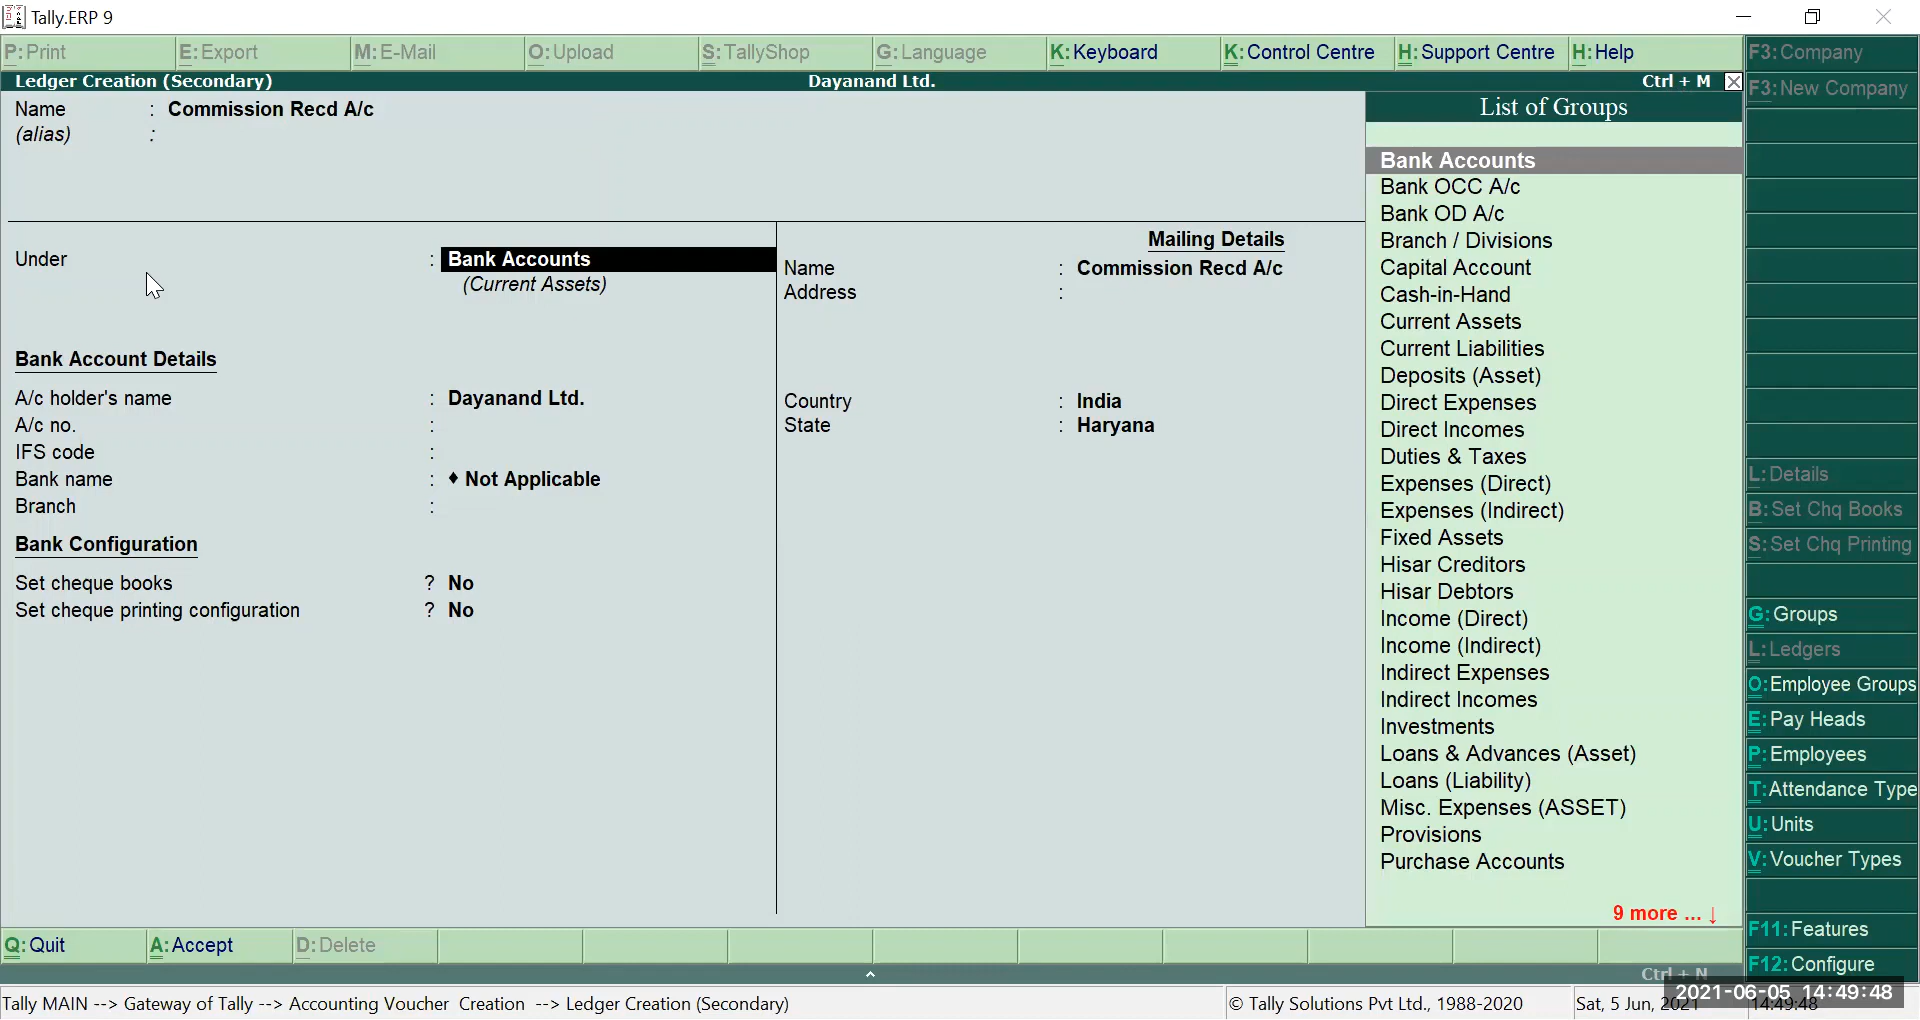 Tally.ERP 9
P: Print E: Export M: E-Mail O: Upload S: TallyShop G: Language K: Keyboard K: Control Centre H: Support Centre H: Help
Ledger Creation (Secondary) Dayanand Ltd. Ctrl + M
Name : Commission Recd A/c
(alias) :
Under : Bank Accounts
(Current Assets)
Bank Account Details
A/c holder's name : Dayanand Ltd.
A/c no. :
IFS code :
Bank name : ♦ Not Applicable
Branch :
Bank Configuration
Set cheque books ? No
Set cheque printing configuration ? No
Mailing Details
Name : Commission Recd A/c
Address :
Country : India
State : Haryana
List of Groups
Bank Accounts
Bank OCC A/c
Bank OD A/c
Branch / Divisions
Capital Account
Cash-in-Hand
Current Assets
Current Liabilities
Deposits (Asset)
Direct Expenses
Direct Incomes
Duties & Taxes
Expenses (Direct)
Expenses (Indirect)
Fixed Assets
Hisar Creditors
Hisar Debtors
Income (Direct)
Income (Indirect)
Indirect Expenses
Indirect Incomes
Investments
Loans & Advances (Asset)
Loans (Liability)
Misc. Expenses (ASSET)
Provisions
Purchase Accounts
9 more ... ↓
F3: Company
F3: New Company
L: Details
B: Set Chq Books
S: Set Chq Printing
G: Groups
L: Ledgers
O: Employee Groups
E: Pay Heads
P: Employees
T: Attendance Type
U: Units
V: Voucher Types
F11: Features
F12: Configure
Q: Quit A: Accept D: Delete
Ctrl + N
2021-06-05 14:49:48
Tally MAIN --> Gateway of Tally --> Accounting Voucher Creation --> Ledger Creation (Secondary) © Tally Solutions Pvt Ltd., 1988-2020 Sat, 5 Jun, 2021 14:49:48